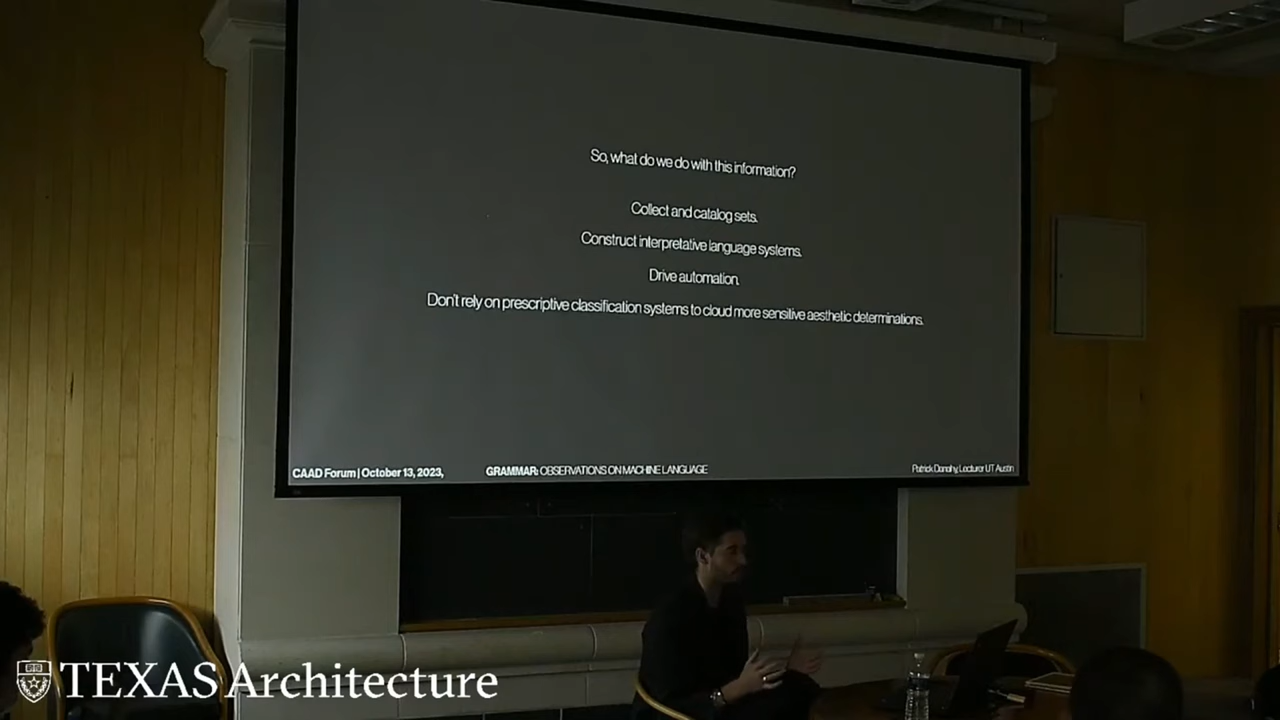 So, what do we do with this information?
Collect and catalog sets.
Construct interpretative language systems.
Drive automation.
Don't rely on prescriptive classification systems to cloud more sensitive aesthetic determinations.
CAAD Forum | October 13, 2023,
GRAMMAR: OBSERVATIONS ON MACHINE LANGUAGE
Patrick Danahy, Lecturer UT Austin
TEXAS Architecture